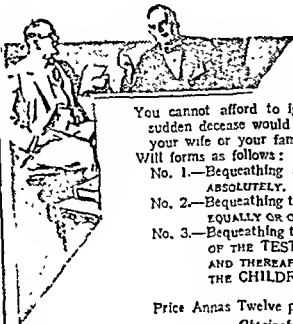 You cannot afford to
sudden decease would
your wife or your fam
Will forms as follows:
No. 1.—Bequeathing
ABSOLUTELY.
No. 2.—Bequeathing t
EQUALLY OR O
No. 3.—Bequeathing t
OF THE TEST
AND THEREAF
THE CHILDR
Price Annas Twelve p